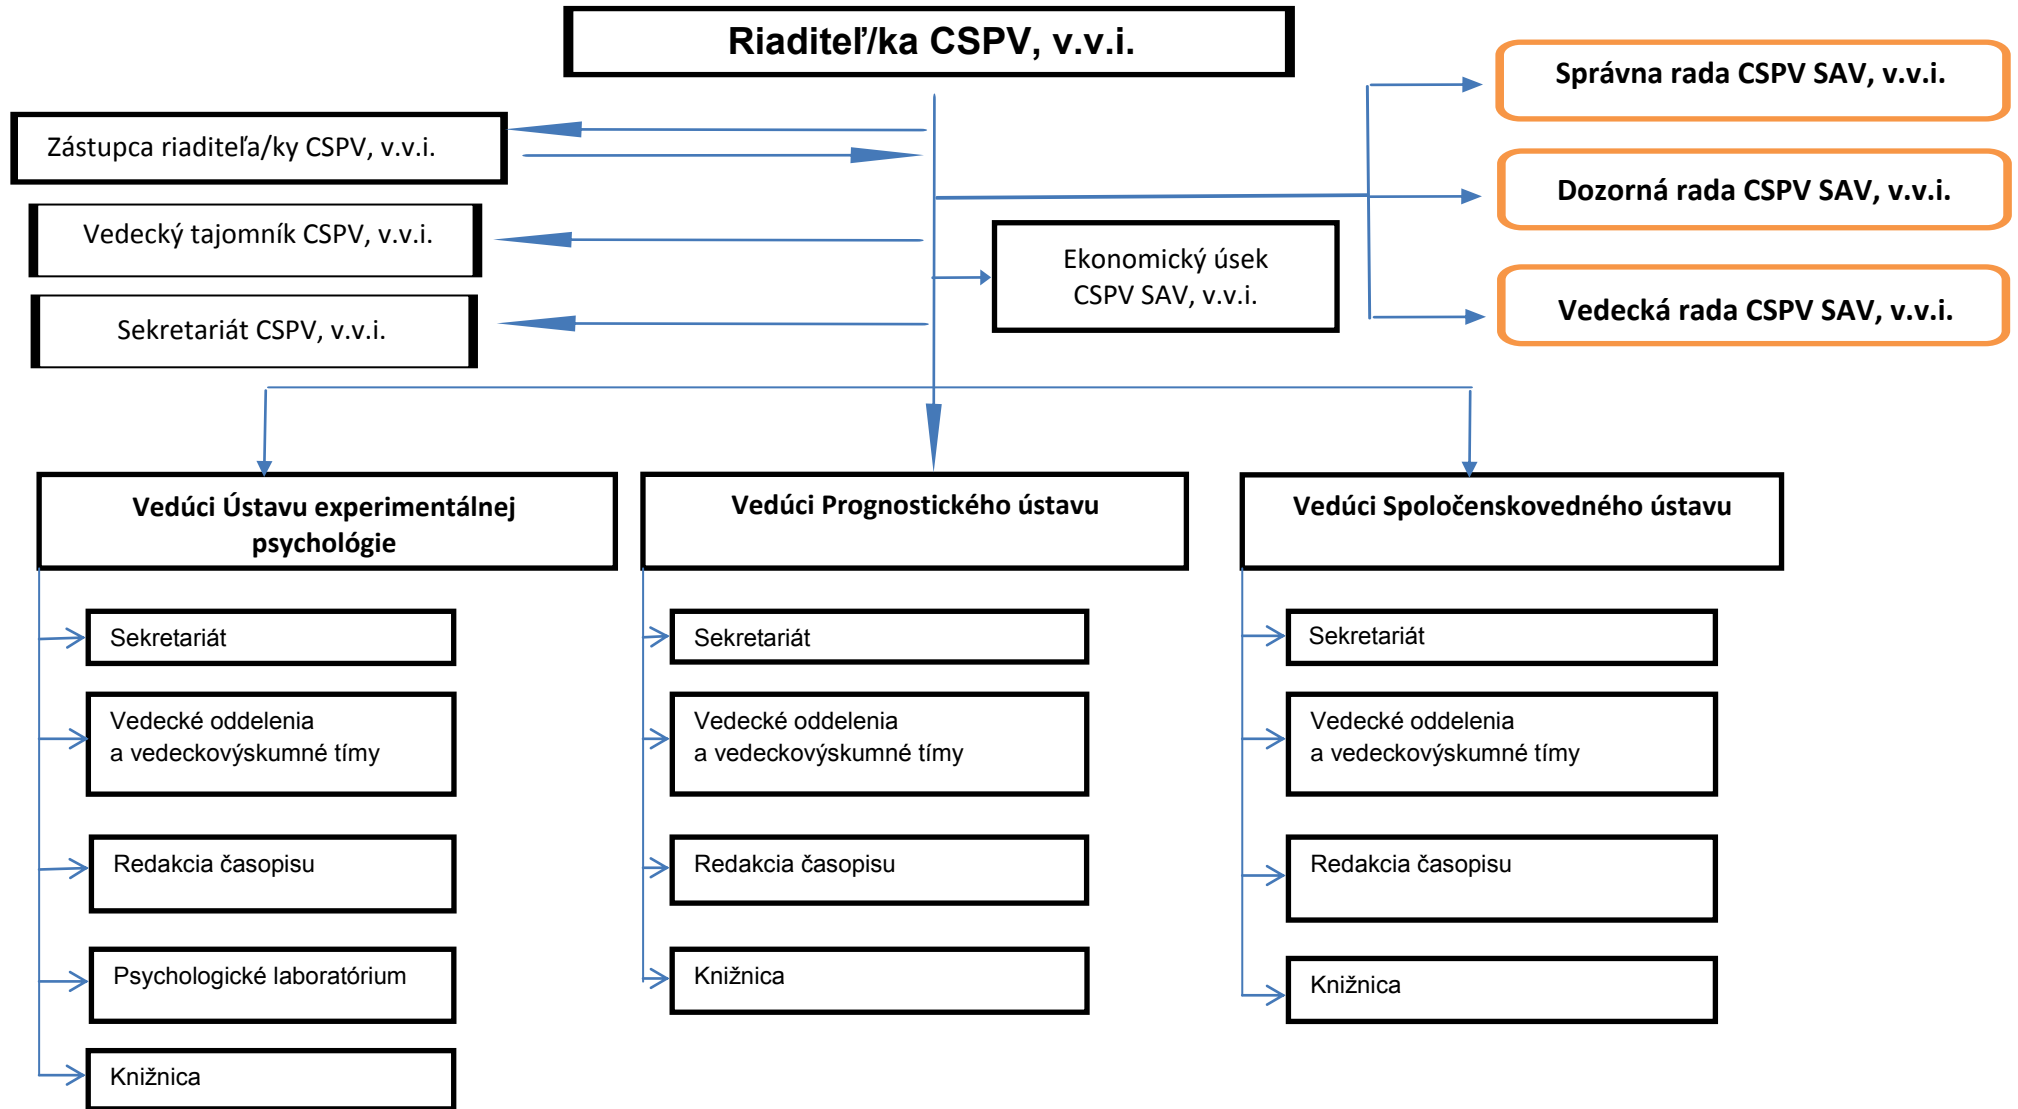 Riaditeľ/ka CSPV, v.v.i.
Správna rada CSPV SAV, v.v.i.
Zástupca riaditeľa/ky CSPV, v.v.i.
Dozorná rada CSPV SAV, v.v.i.
Vedecký tajomník CSPV, v.v.i.
Ekonomický úsek
CSPV SAV, v.v.i.
Vedecká rada CSPV SAV, v.v.i.
Sekretariát CSPV, v.v.i.
Vedúci Ústavu experimentálnej
psychológie
Sekretariát
Vedecké oddelenia
a vedeckovýskumné tímy
Redakcia časopisu
Psychologické laboratórium
Knižnica
Vedúci Prognostického ústavu
Sekretariát
Vedecké oddelenia
a vedeckovýskumné tímy
Redakcia časopisu
Knižnica
Vedúci Spoločenskovedného ústavu
Sekretariát
Vedecké oddelenia
a vedeckovýskumné tímy
Redakcia časopisu
Knižnica